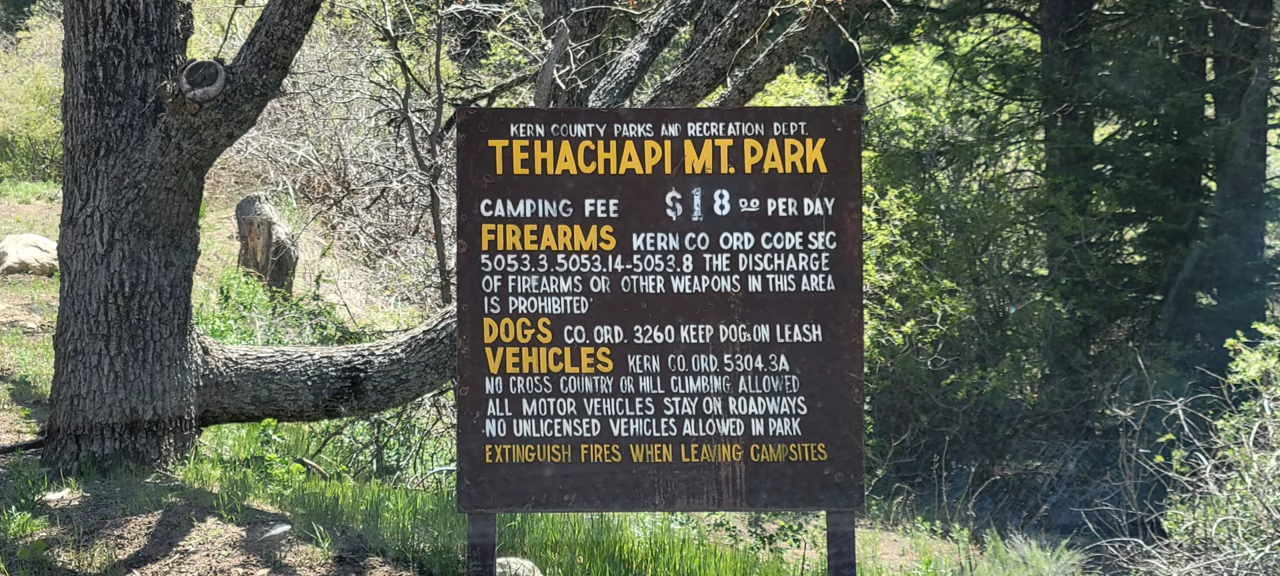 KERN COUNTY PARKS AND RECREATION DEPT.
TEHACHAPI MT. PARK
CAMPING FEE $18 00 PER DAY
FIREARMS KERN CO ORD CODE SEC
5053.3.5053.14-5053.8 THE DISCHARGE
OF FIREARMS OR OTHER WEAPONS IN THIS AREA
IS PROHIBITED
DOGS CO. ORD. 3260 KEEP DOGS ON LEASH
VEHICLES KERN CO. ORD. 5304.3A
NO CROSS COUNTRY OR HILL CLIMBING ALLOWED
ALL MOTOR VEHICLES STAY ON ROADWAYS
NO UNLICENSED VEHICLES ALLOWED IN PARK
EXTINGUISH FIRES WHEN LEAVING CAMPSITES